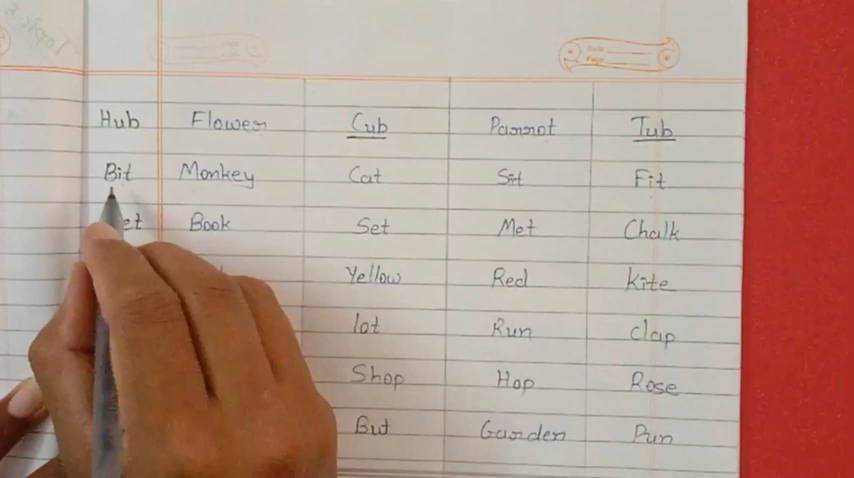 Hub Flower Cub Parrot Tub
Bit Monkey Cat Sit Fit
et Book Set Met Chalk
Yellow Red Kite
lot Run Clap
Shop Hop Rose
But Garden Pun